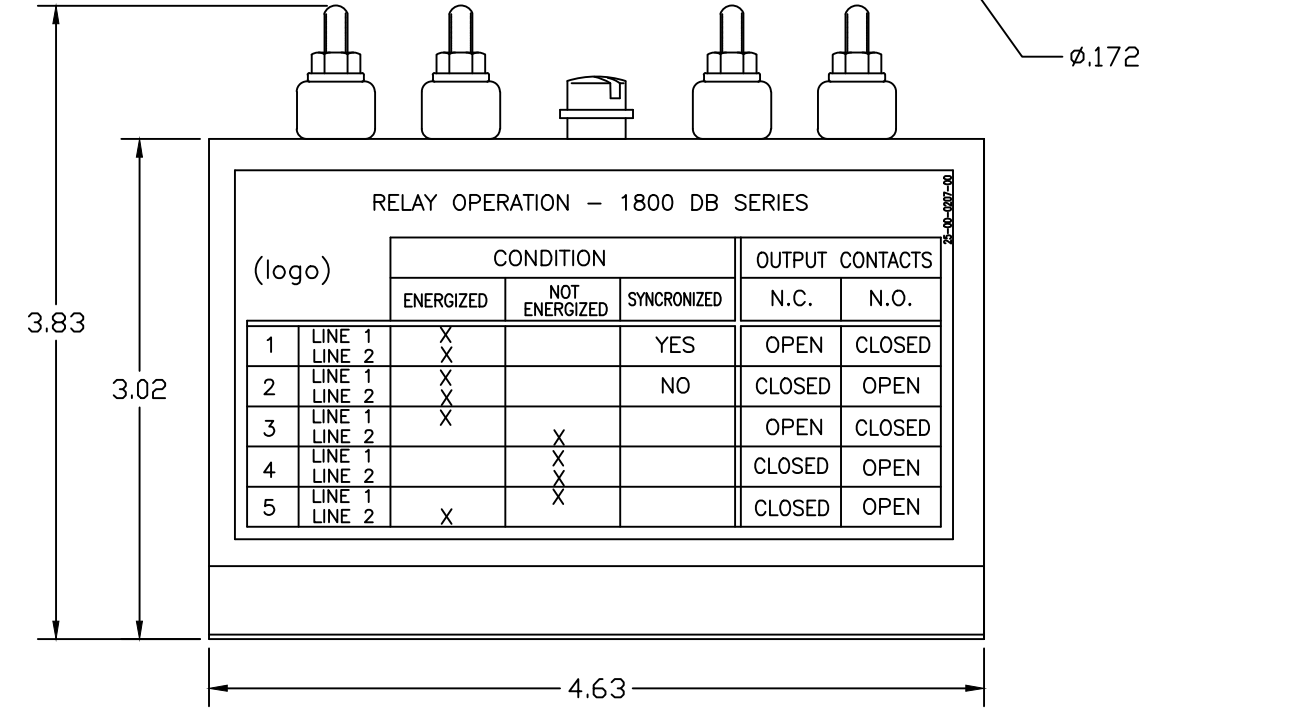 ø.172
RELAY OPERATION – 1800 DB SERIES
25-00-0207-00
(logo)
CONDITION
OUTPUT CONTACTS
ENERGIZED NOT ENERGIZED SYNCRONIZED N.C. N.O.
1 LINE 1 X
LINE 2 X YES OPEN CLOSED
2 LINE 1 X
LINE 2 X NO CLOSED OPEN
3 LINE 1 X
LINE 2 X OPEN CLOSED
4 LINE 1 X
LINE 2 X CLOSED OPEN
5 LINE 1 X
LINE 2 X CLOSED OPEN
3.83
3.02
4.63